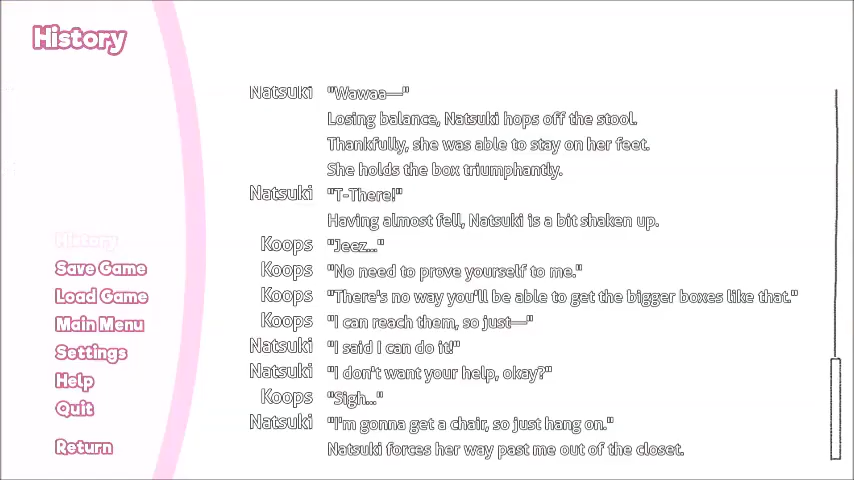 History
Natsuki "Wawaa—"
Losing balance, Natsuki hops off the stool.
Thankfully, she was able to stay on her feet.
She holds the box triumphantly.
Natsuki "T-There!"
Having almost fell, Natsuki is a bit shaken up.
Koops "Jeez..."
Koops "No need to prove yourself to me."
Koops "There's no way you'll be able to get the bigger boxes like that."
Koops "I can reach them, so just—"
Natsuki "I said I can do it!"
Natsuki "I don't want your help, okay?"
Koops "Sigh..."
Natsuki "I'm gonna get a chair, so just hang on."
Natsuki forces her way past me out of the closet.
History
Save Game
Load Game
Main Menu
Settings
Help
Quit
Return